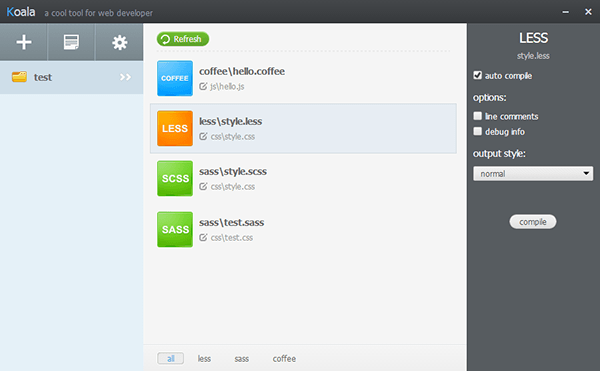 Koala a cool tool for web developer
test
Refresh
COFFEE
coffee\hello.coffee
js\hello.js
LESS
less\style.less
css\style.css
SCSS
sass\style.scss
css\style.css
SASS
sass\test.sass
css\test.css
all less sass coffee
LESS
style.less
auto compile
options:
line comments
debug info
output style:
normal
compile